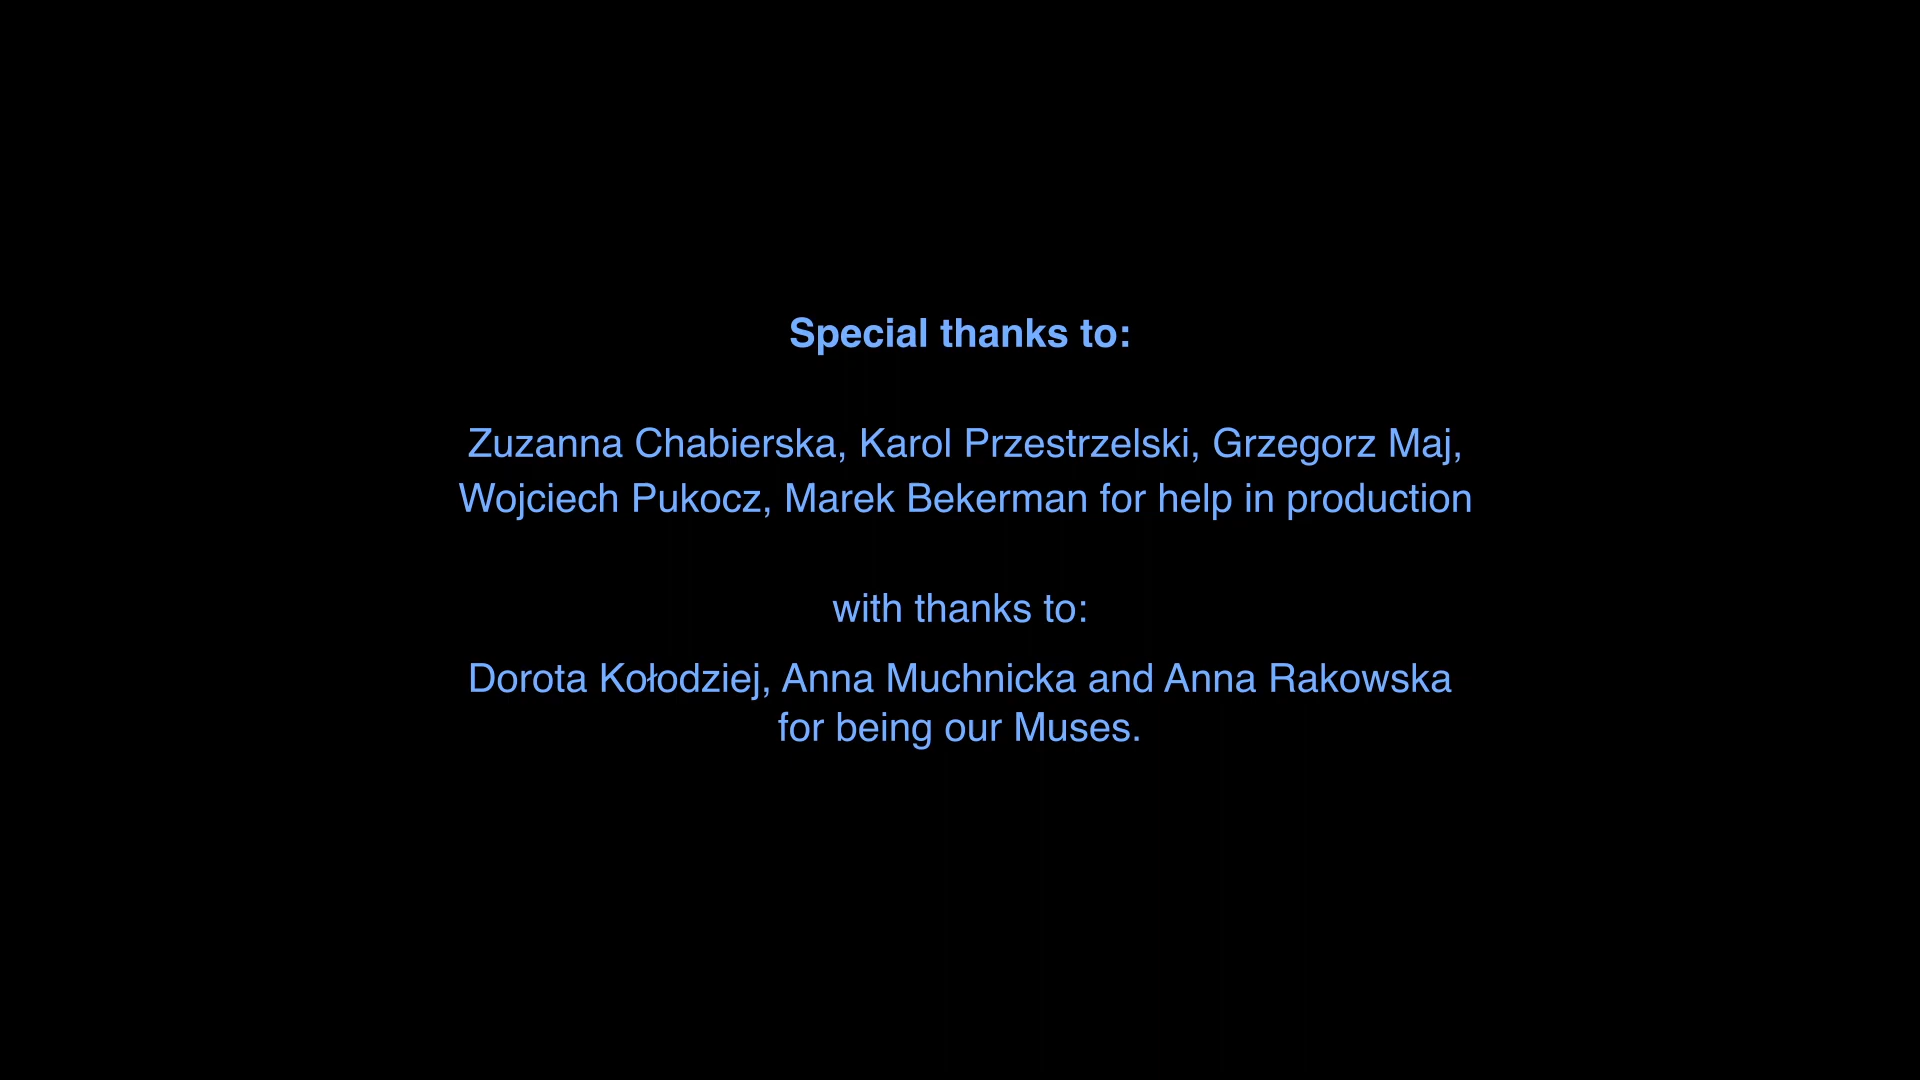 Special thanks to:
Zuzanna Chabierska, Karol Przestrzelski, Grzegorz Maj,
Wojciech Pukocz, Marek Bekerman for help in production
with thanks to:
Dorota Kołodziej, Anna Muchnicka and Anna Rakowska
for being our Muses.